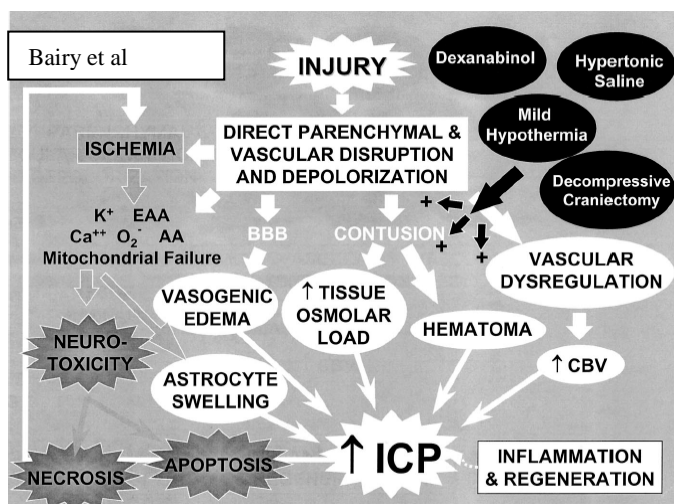 Bairy et al
INJURY
Dexanabinol
Hypertonic
Saline
Mild
Hypothermia
Decompressive
Craniectomy
DIRECT PARENCHYMAL &
VASCULAR DISRUPTION
AND DEPOLORIZATION
ISCHEMIA
K+ EAA
Ca++ O2- AA
Mitochondrial Failure
BBB
CONTUSION
+
+
+
VASCULAR
DYSREGULATION
VASOGENIC
EDEMA
↑ TISSUE
OSMOLAR
LOAD
HEMATOMA
↑ CBV
NEURO-
TOXICITY
ASTROCYTE
SWELLING
NECROSIS
APOPTOSIS
↑ ICP
INFLAMMATION
& REGENERATION